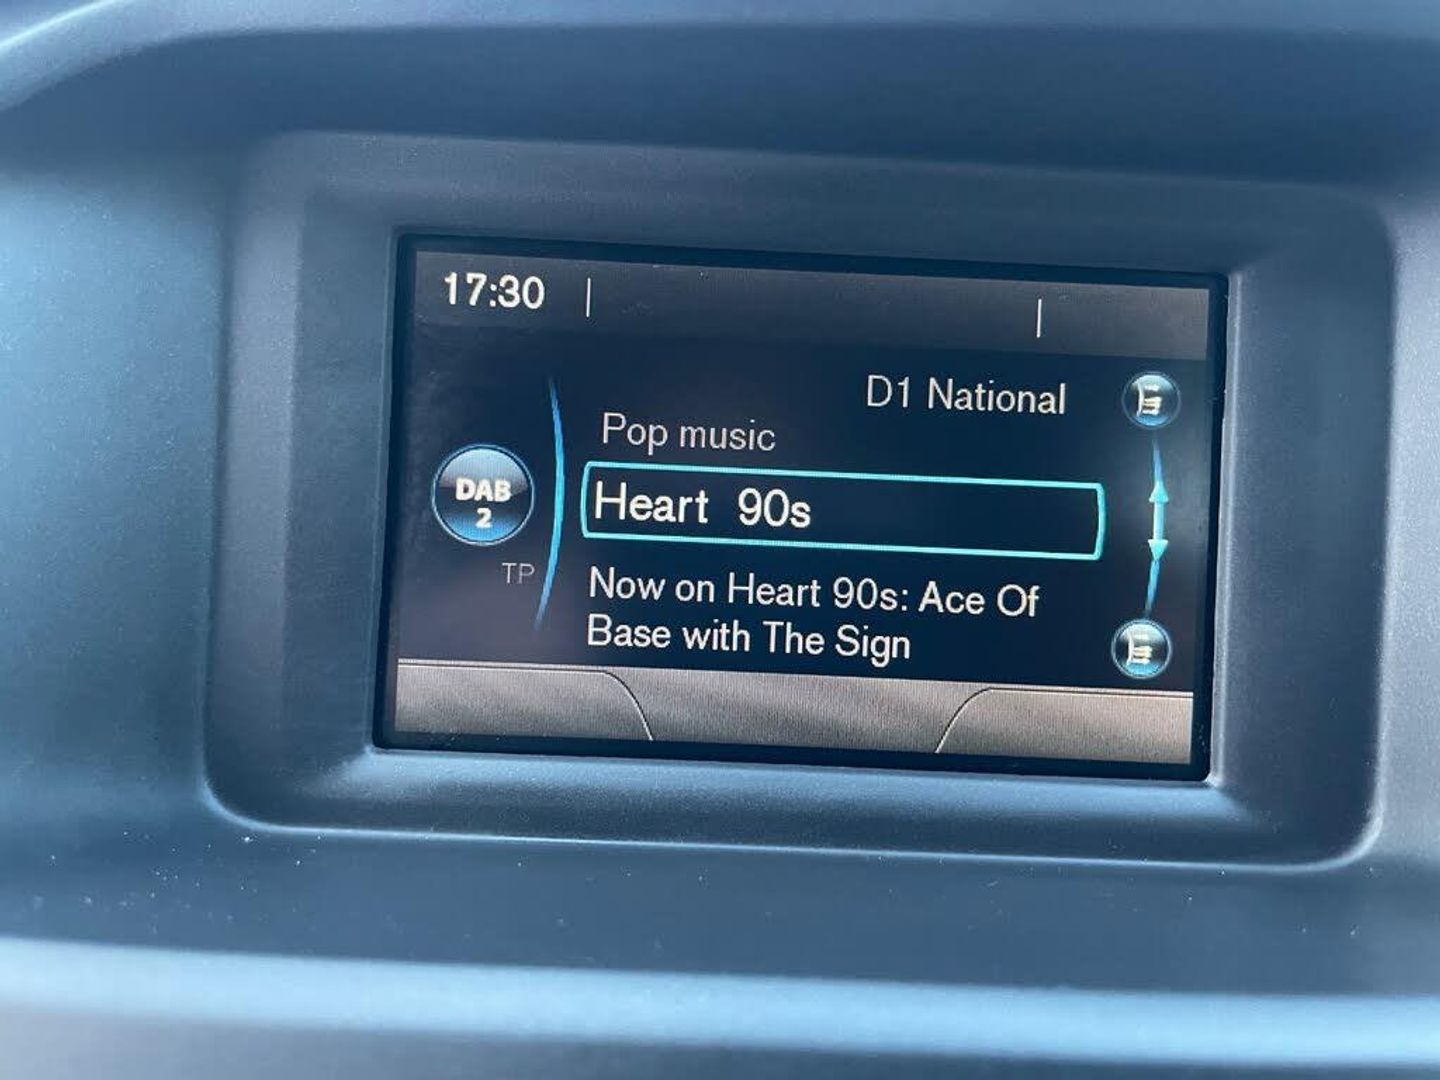 17:30
D1 National
Pop music
DAB
2
Heart 90s
TP
Now on Heart 90s: Ace Of
Base with The Sign